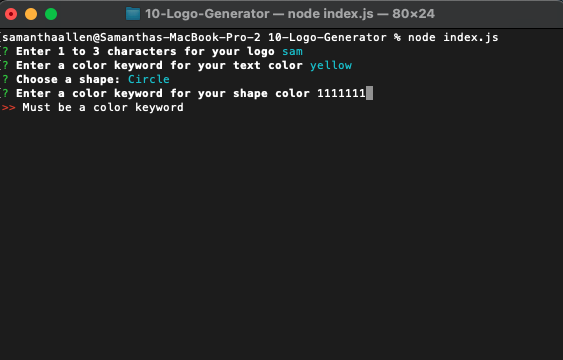 10-Logo-Generator — node index.js — 80×24
[samanthaallen@Samanthas-MacBook-Pro-2 10-Logo-Generator % node index.js
[? Enter 1 to 3 characters for your logo sam
[? Enter a color keyword for your text color yellow
? Choose a shape: Circle
[? Enter a color keyword for your shape color 1111111
>> Must be a color keyword